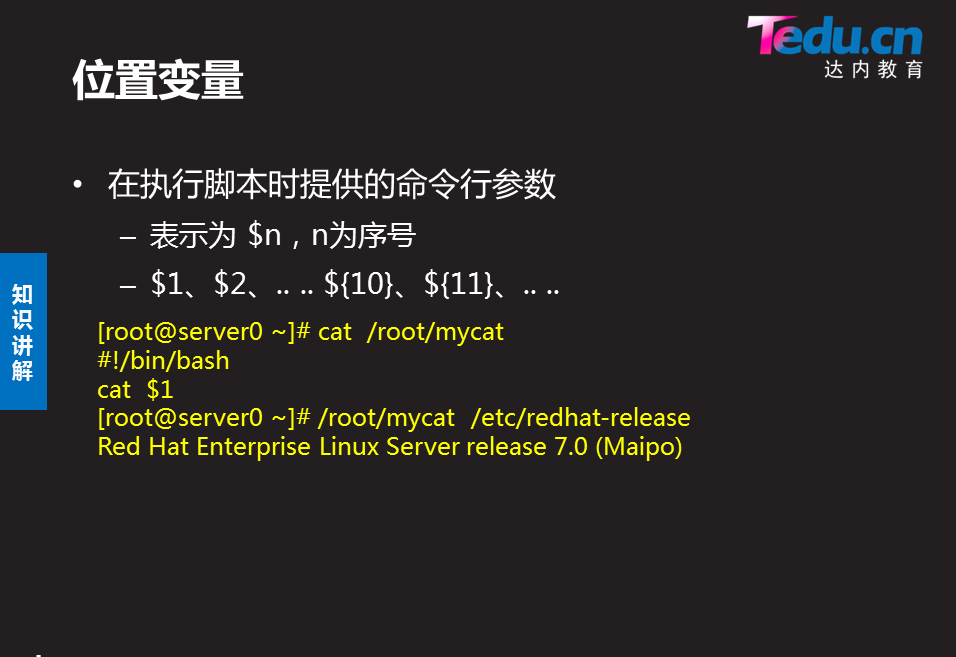 Tedu.cn
达内教育
位置变量
• 在执行脚本时提供的命令行参数
– 表示为 $n，n为序号
– $1、$2、.. .. ${10}、${11}、.. ..
知识讲解
[root@server0 ~]# cat  /root/mycat
#!/bin/bash
cat  $1
[root@server0 ~]# /root/mycat  /etc/redhat-release
Red Hat Enterprise Linux Server release 7.0 (Maipo)